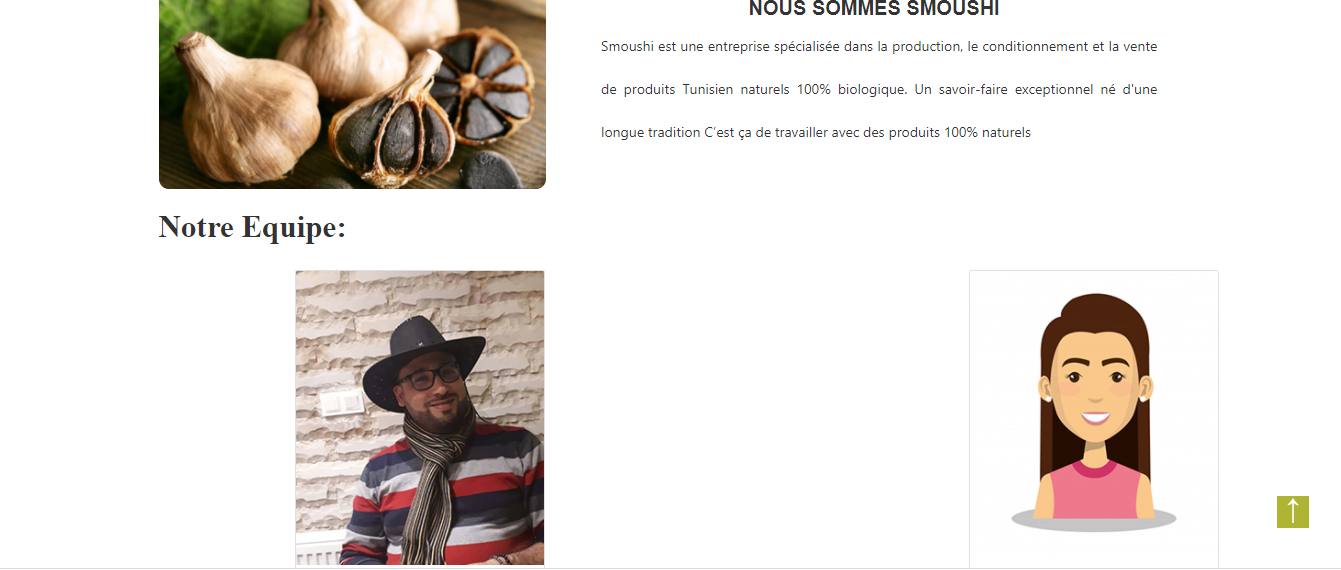 NOUS SOMMES SMOUSHI
Smoushi est une entreprise spécialisée dans la production, le conditionnement et la vente
de produits Tunisien naturels 100% biologique. Un savoir-faire exceptionnel né d'une
longue tradition C'est ça de travailler avec des produits 100% naturels
Notre Equipe: